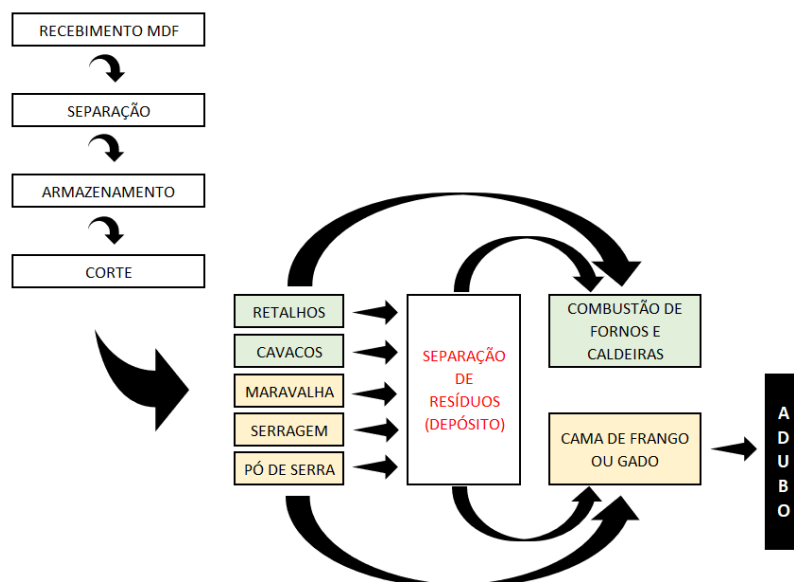 RECEBIMENTO MDF
SEPARAÇÃO
ARMAZENAMENTO
CORTE
RETALHOS
CAVACOS
MARAVALHA
SERRAGEM
PÓ DE SERRA
SEPARAÇÃO
DE
RESÍDUOS
(DEPÓSITO)
COMBUSTÃO DE
FORNOS E
CALDEIRAS
CAMA DE FRANGO
OU GADO
A
D
U
B
O